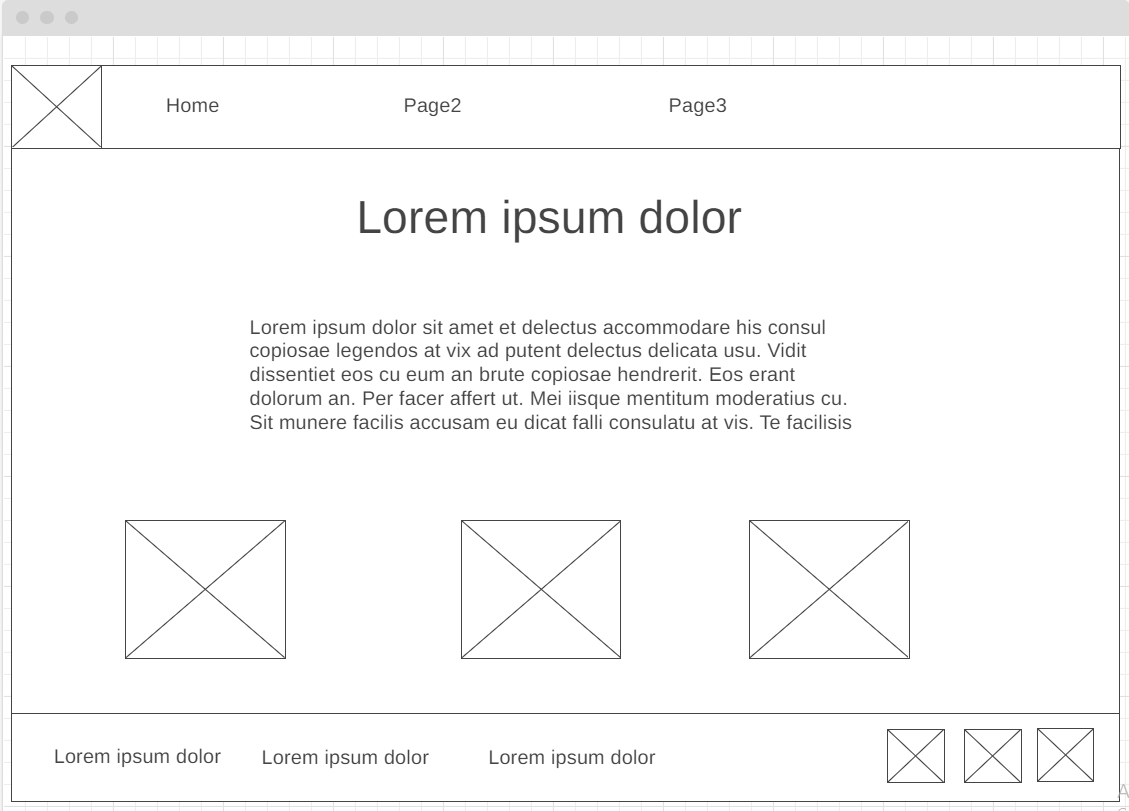 Home Page2 Page3
Lorem ipsum dolor
Lorem ipsum dolor sit amet et delectus accommodare his consul
copiosae legendos at vix ad putent delectus delicata usu. Vidit
dissentiet eos cu eum an brute copiosae hendrerit. Eos erant
dolorum an. Per facer affert ut. Mei iisque mentitum moderatius cu.
Sit munere facilis accusam eu dicat falli consulatu at vis. Te facilisis
Lorem ipsum dolor Lorem ipsum dolor Lorem ipsum dolor